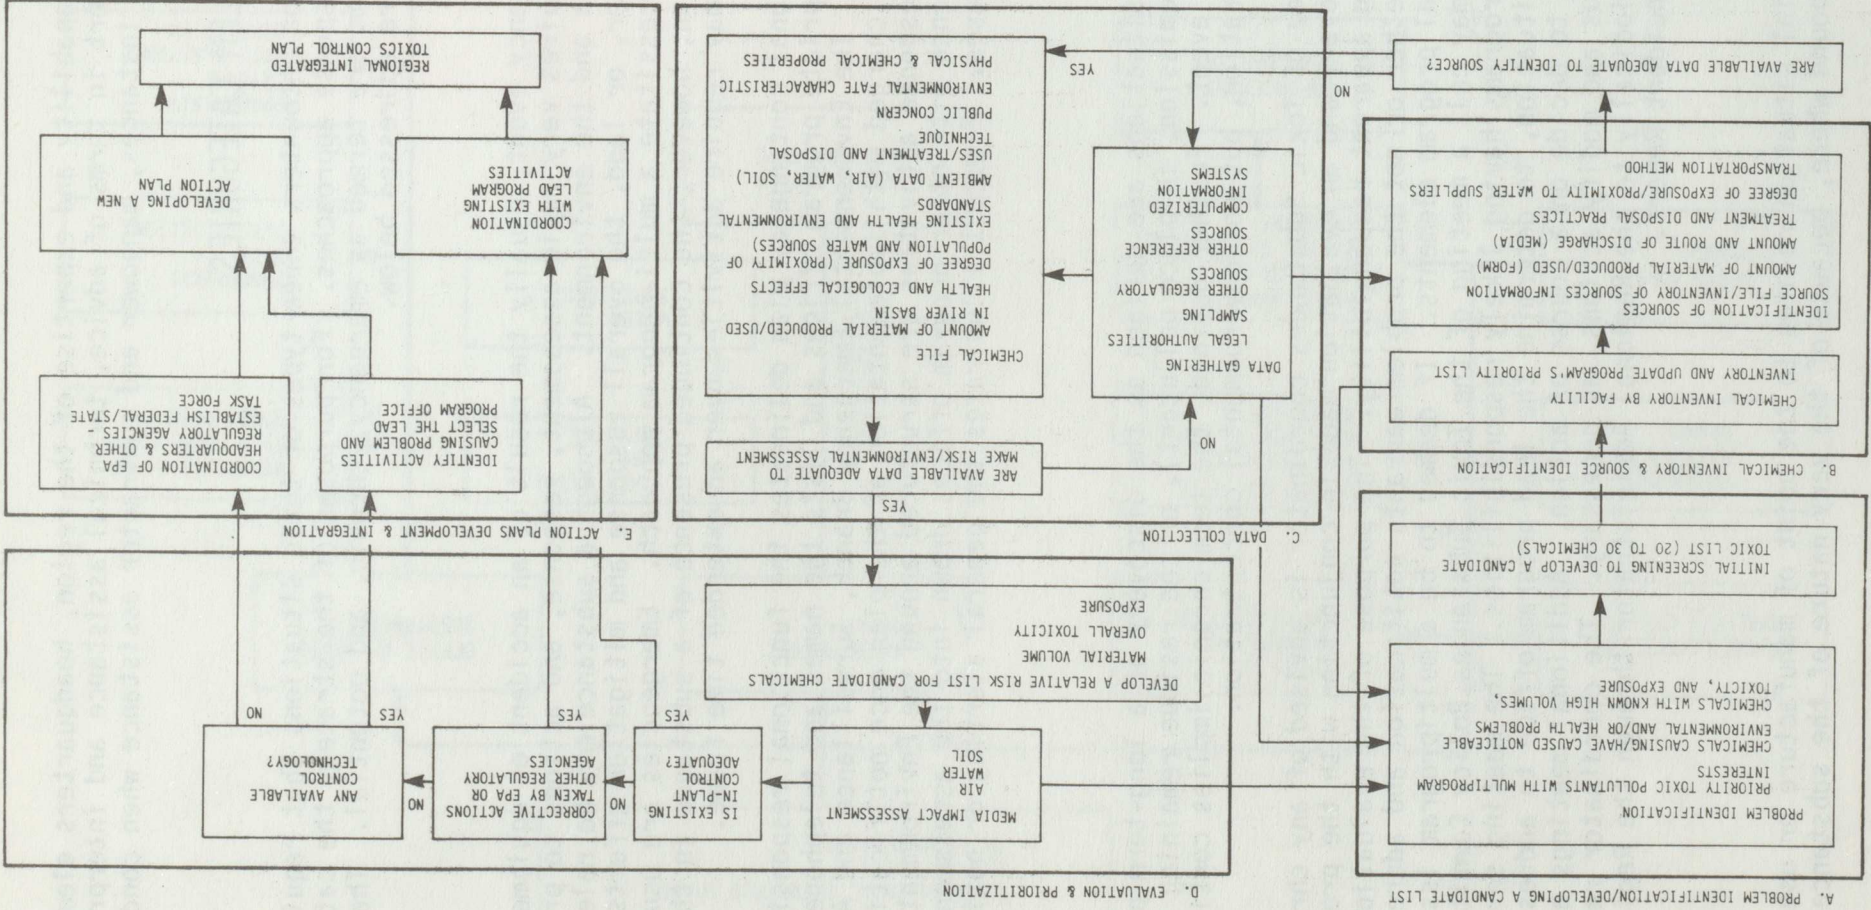 A. PROBLEM IDENTIFICATION/DEVELOPING A CANDIDATE LIST
PROBLEM IDENTIFICATION
PRIORITY TOXIC POLLUTANTS WITH MULTIPROGRAM
INTERESTS
CHEMICALS CAUSING/HAVE CAUSED NOTICEABLE
ENVIRONMENTAL AND/OR HEALTH PROBLEMS
CHEMICALS WITH KNOWN HIGH VOLUMES,
TOXICTY, AND EXPOSURE
INITIAL SCREENING TO DEVELOP A CANDIDATE
TOXIC LIST (20 TO 30 CHEMICALS)
B. CHEMICAL INVENTORY & SOURCE IDENTIFICATION
CHEMICAL INVENTORY BY FACILITY
INVENTORY AND UPDATE PROGRAM'S PRIORITY LIST
IDENTIFICATION OF SOURCES
SOURCE FILE/INVENTORY OF SOURCES INFORMATION
AMOUNT OF MATERIAL PRODUCED/USED (FORM)
AMOUNT AND ROUTE OF DISCHARGE (MEDIA)
TREATMENT AND DISPOSAL PRACTICES
DEGREE OF EXPOSURE/PROXIMITY TO WATER SUPPLIERS
TRANSPORTATION METHOD
ARE AVAILABLE DATA ADEQUATE TO IDENTIFY SOURCE?
NO
YES
C. DATA COLLECTION
DATA GATHERING
LEGAL AUTHORITIES
SAMPLING
OTHER REGULATORY
SOURCES
OTHER REFERENCE
SOURCES
COMPUTERIZED
INFORMATION
SYSTEMS
NO
YES
ARE AVAILABLE DATA ADEQUATE TO
MAKE RISK/ENVIRONMENTAL ASSESSMENT
CHEMICAL FILE
AMOUNT OF MATERIAL PRODUCED/USED
IN RIVER BASIN
HEALTH AND ECOLOGICAL EFFECTS
DEGREE OF EXPOSURE (PROXIMITY OF
POPULATION AND WATER SOURCES)
EXISTING HEALTH AND ENVIRONMENTAL
STANDARDS
AMBIENT DATA (AIR, WATER, SOIL)
USES/TREATMENT AND DISPOSAL
TECHNIQUE
PUBLIC CONCERN
ENVIRONMENTAL FATE CHARACTERISTIC
PHYSICAL & CHEMICAL PROPERTIES
D. EVALUATION & PRIORITIZATION
MEDIA IMPACT ASSESSMENT
AIR
WATER
SOIL
IS EXISTING
IN-PLANT
CONTROL
ADEQUATE?
NO
YES
CORRECTIVE ACTIONS
TAKEN BY EPA OR
OTHER REGULATORY
AGENCIES
NO
YES
ANY AVAILABLE
CONTROL
TECHNOLOGY?
YES
NO
DEVELOP A RELATIVE RISK LIST FOR CANDIDATE CHEMICALS
MATERIAL VOLUME
OVERALL TOXICITY
EXPOSURE
E. ACTION PLANS DEVELOPMENT & INTEGRATION
IDENTIFY ACTIVITIES
CAUSING PROBLEM AND
SELECT THE LEAD
PROGRAM OFFICE
COORDINATION OF EPA
HEADQUARTERS & OTHER
REGULATORY AGENCIES -
ESTABLISH FEDERAL/STATE
TASK FORCE
COORDINATION
WITH EXISTING
LEAD PROGRAM
ACTIVITIES
DEVELOPING A NEW
ACTION PLAN
REGIONAL INTEGRATED
TOXICS CONTROL PLAN